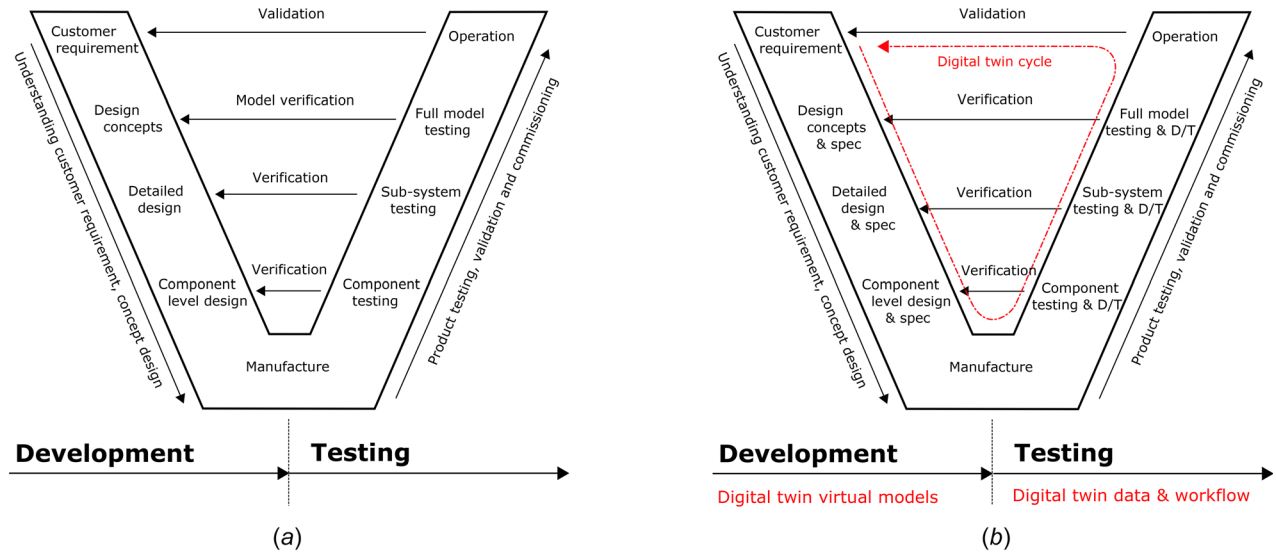 Validation
Customer
requirement
Operation
Model verification
Design
concepts
Full model
testing
Verification
Detailed
design
Sub-system
testing
Verification
Component
level design
Component
testing
Manufacture
Understanding customer requirement, concept design
Product testing, validation and commissioning
Development
Testing
(a)
Validation
Customer
requirement
Operation
Digital twin cycle
Verification
Design
concepts
& spec
Full model
testing & D/T
Verification
Detailed
design
& spec
Sub-system
testing & D/T
Verification
Component
level design
& spec
Component
testing & D/T
Manufacture
Understanding customer requirement, concept design
Product testing, validation and commissioning
Development
Testing
Digital twin virtual models
Digital twin data & workflow
(b)